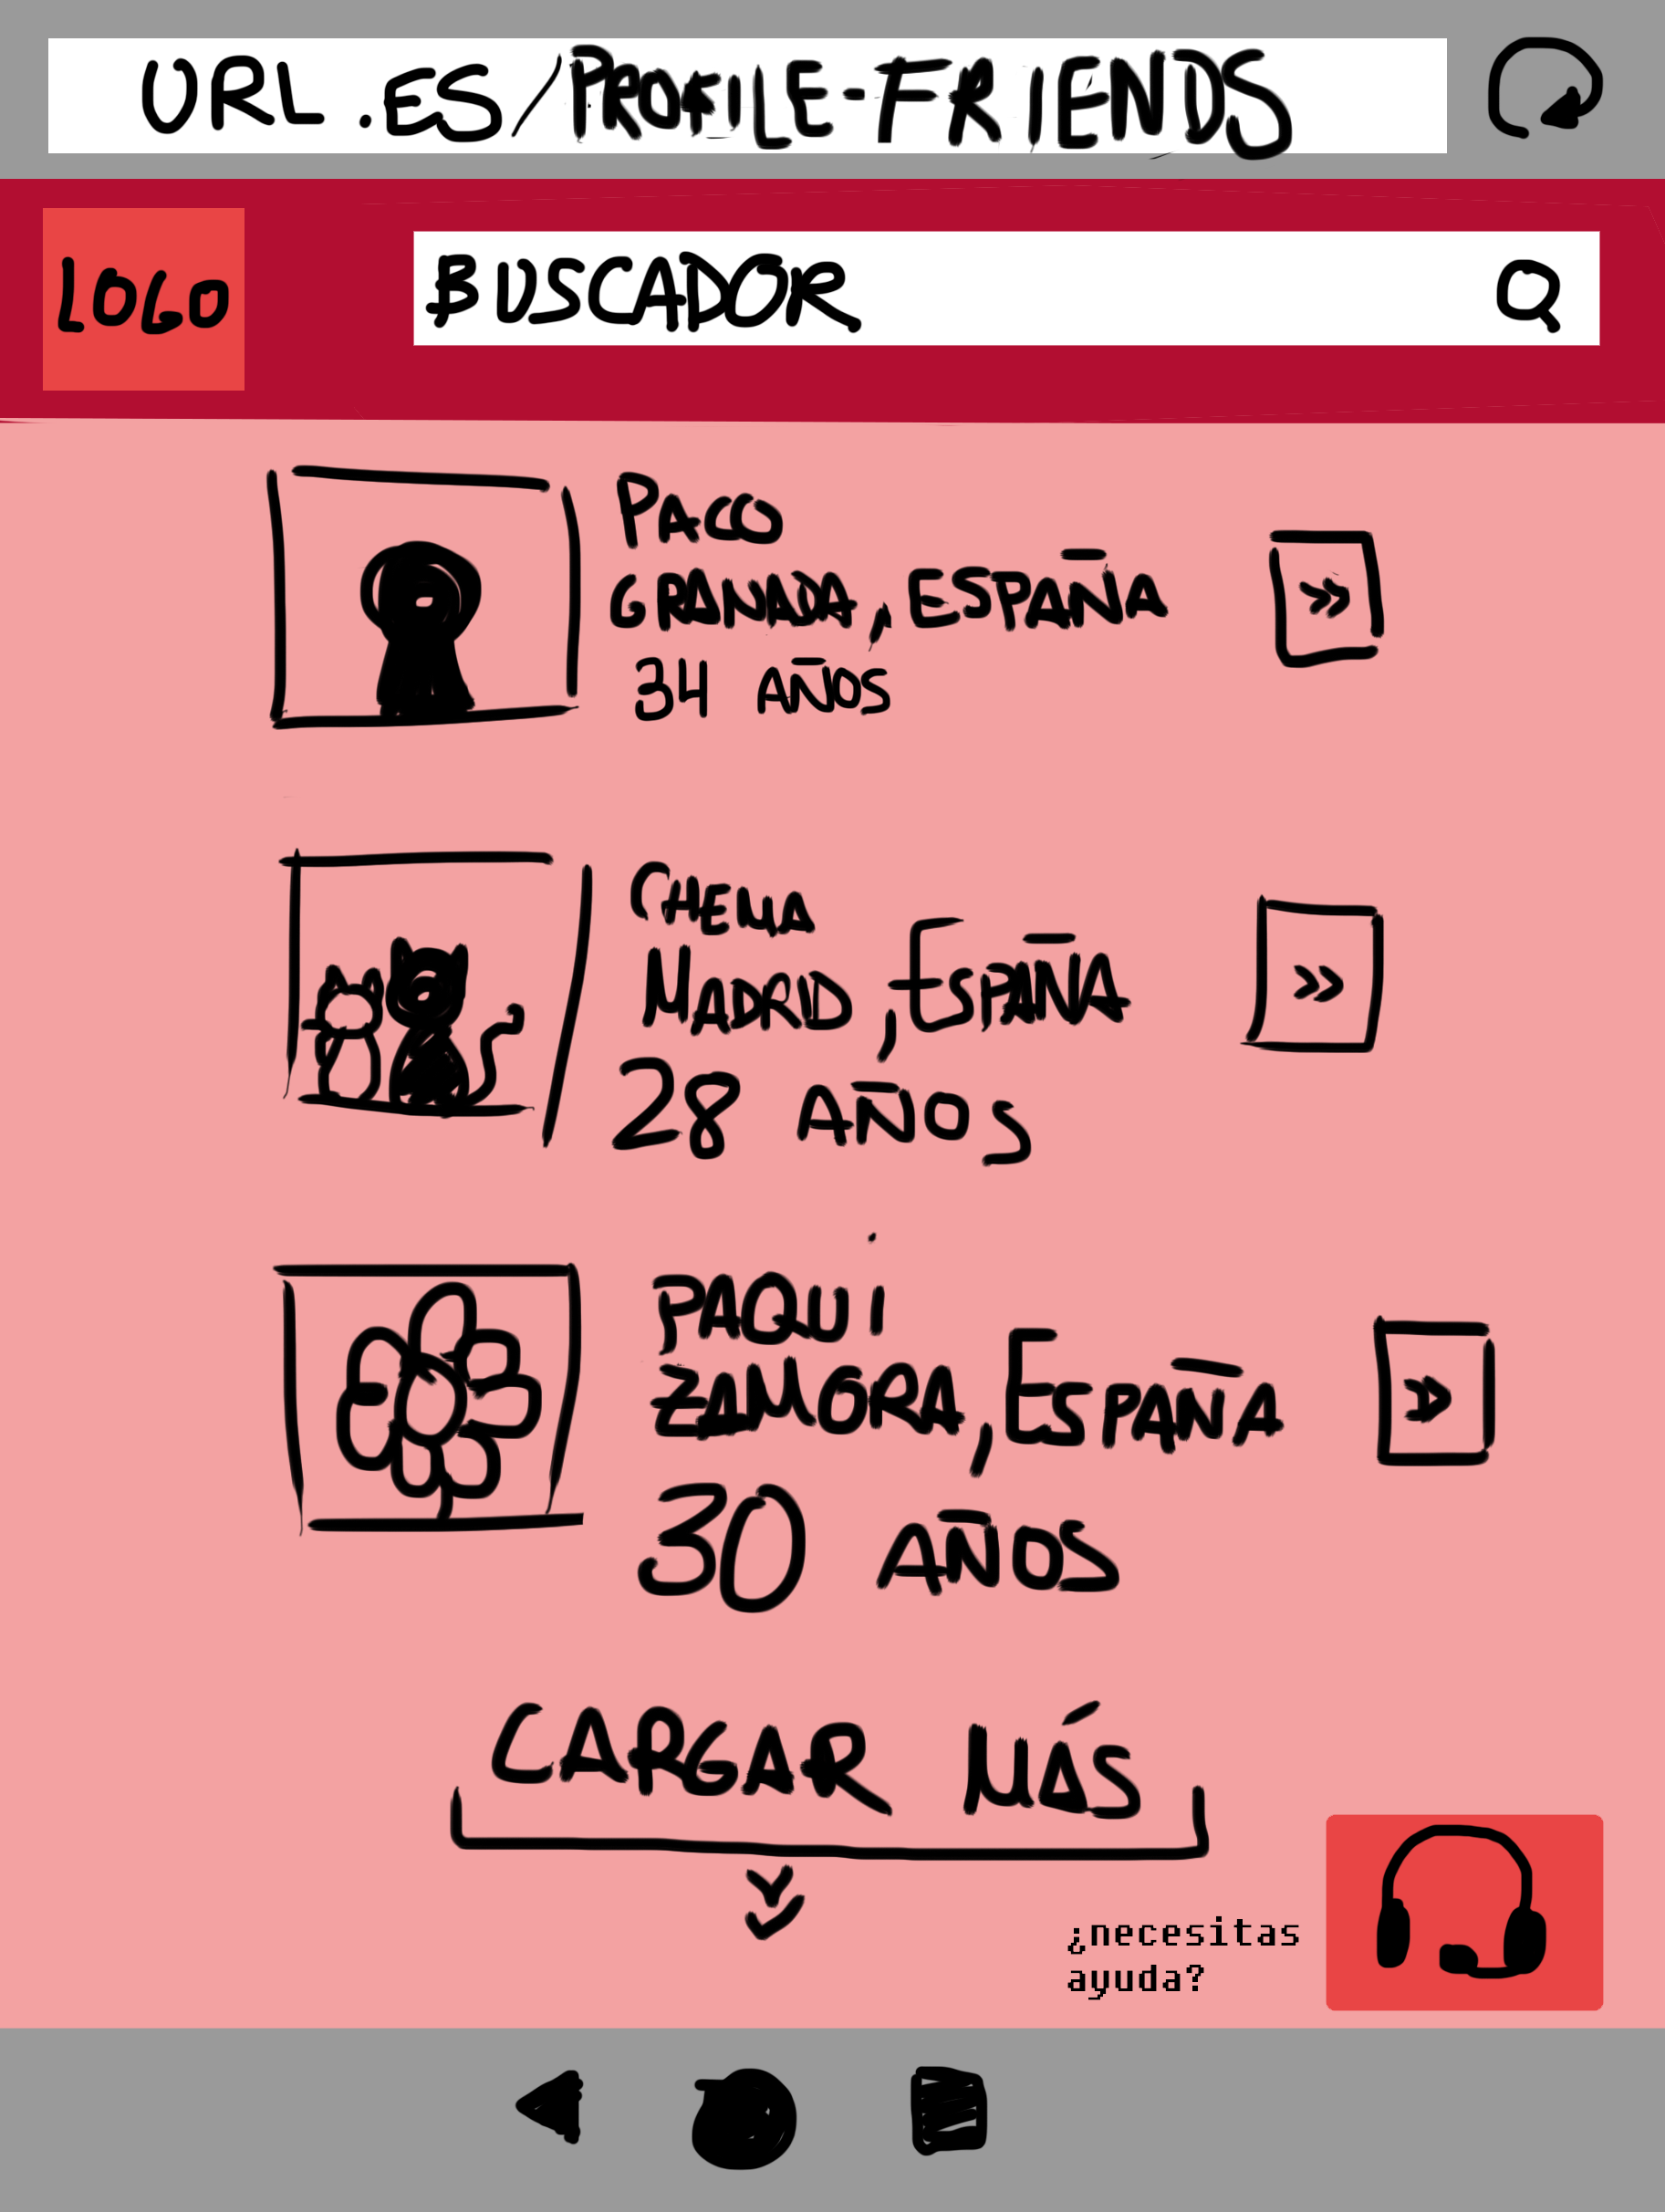 URL.ES/PROFILE-FRIENDS
LOGO
BUSCADOR
PACO
GRANADA, ESPAÑA
34 AÑOS
CHEMA
MADRID, ESPAÑA
28 AÑOS
PAQUI
ZAMORA, ESPAÑA
30 AÑOS
CARGAR MÁS
¿necesitas
ayuda?